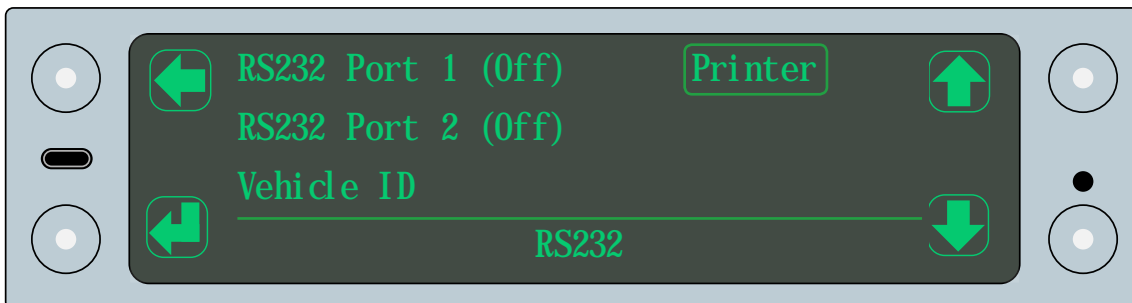 RS232 Port 1 (Off) Printer
RS232 Port 2 (Off)
Vehicle ID
RS232